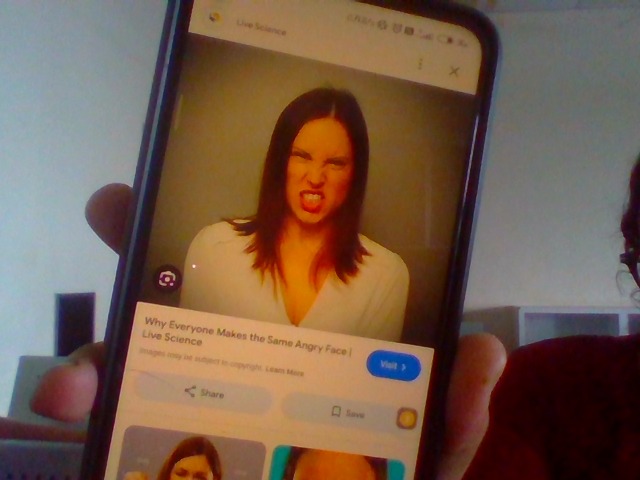 Live Science
Why Everyone Makes the Same Angry Face |
Live Science
Images may be subject to copyright. Learn More
Visit
Share
Save